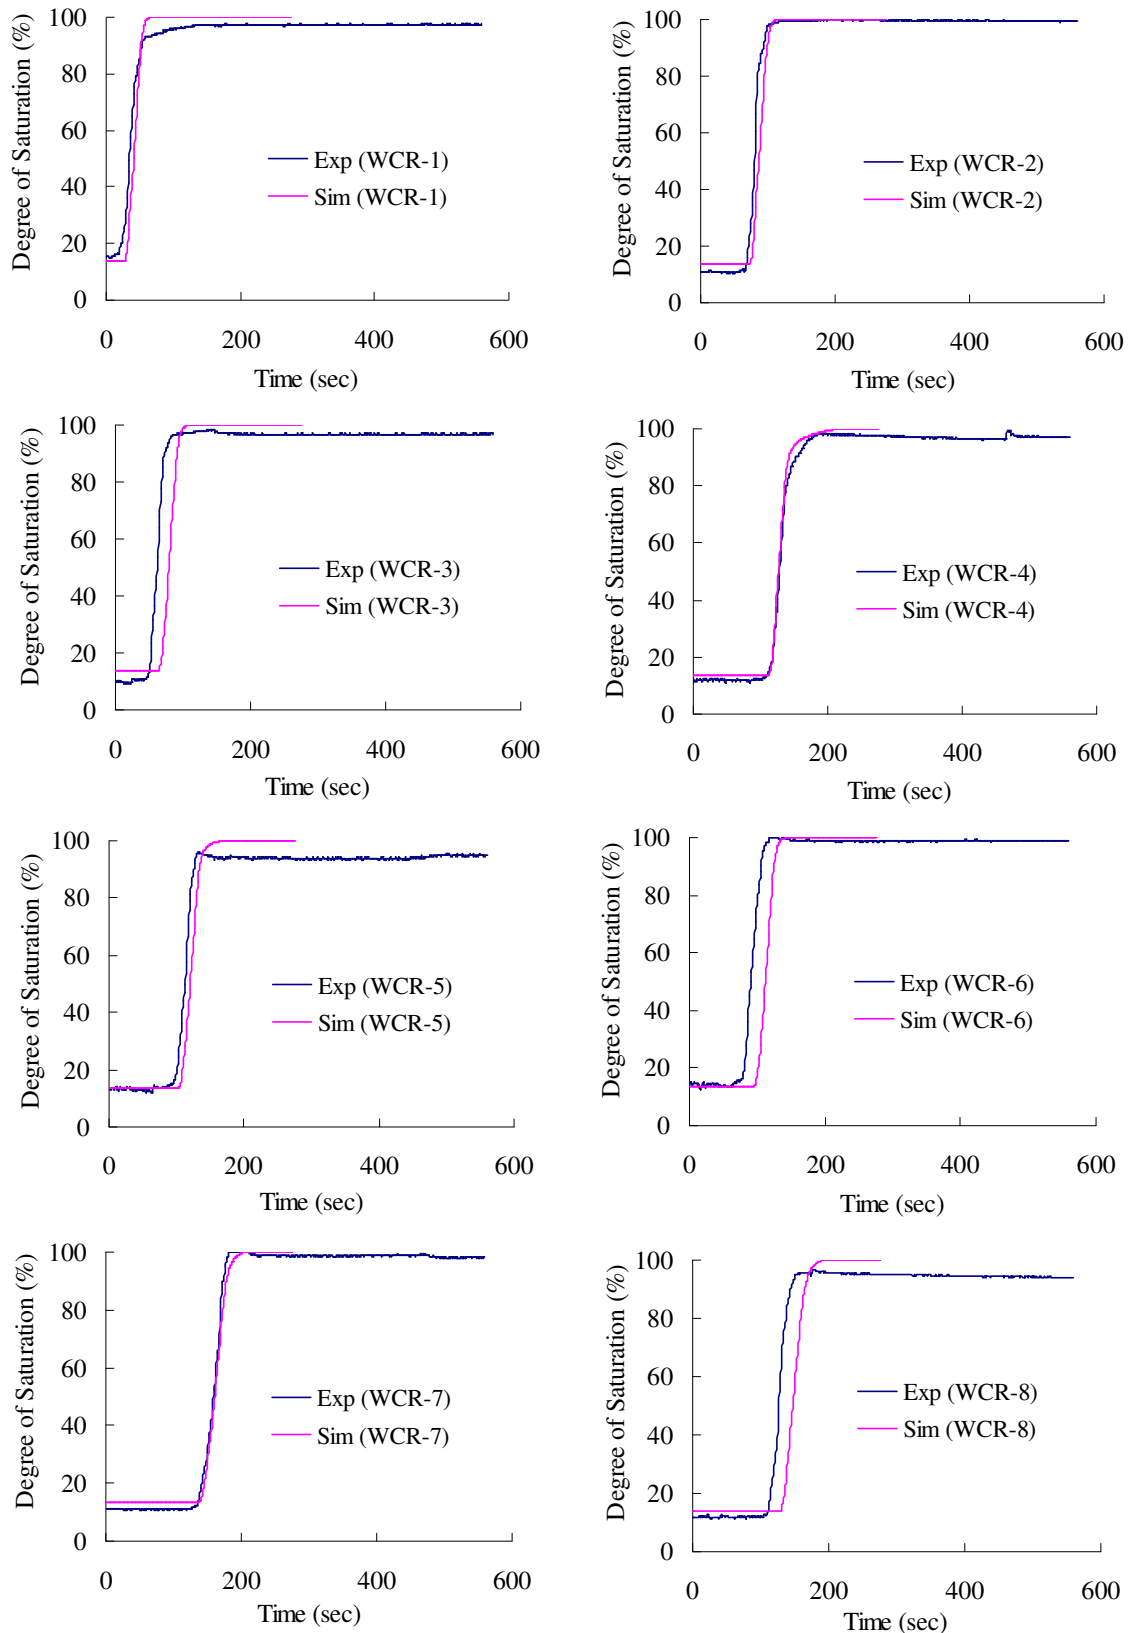 Degree of Saturation (%)
100
80
60
40
20
0
Exp (WCR-1)
Sim (WCR-1)
0 200 400 600
Time (sec)
Degree of Saturation (%)
100
80
60
40
20
0
Exp (WCR-2)
Sim (WCR-2)
0 200 400 600
Time (sec)
Degree of Saturation (%)
100
80
60
40
20
0
Exp (WCR-3)
Sim (WCR-3)
0 200 400 600
Time (sec)
Degree of Saturation (%)
100
80
60
40
20
0
Exp (WCR-4)
Sim (WCR-4)
0 200 400 600
Time (sec)
Degree of Saturation (%)
100
80
60
40
20
0
Exp (WCR-5)
Sim (WCR-5)
0 200 400 600
Time (sec)
Degree of Saturation (%)
100
80
60
40
20
0
Exp (WCR-6)
Sim (WCR-6)
0 200 400 600
Time (sec)
Degree of Saturation (%)
100
80
60
40
20
0
Exp (WCR-7)
Sim (WCR-7)
0 200 400 600
Time (sec)
Degree of Saturation (%)
100
80
60
40
20
0
Exp (WCR-8)
Sim (WCR-8)
0 200 400 600
Time (sec)